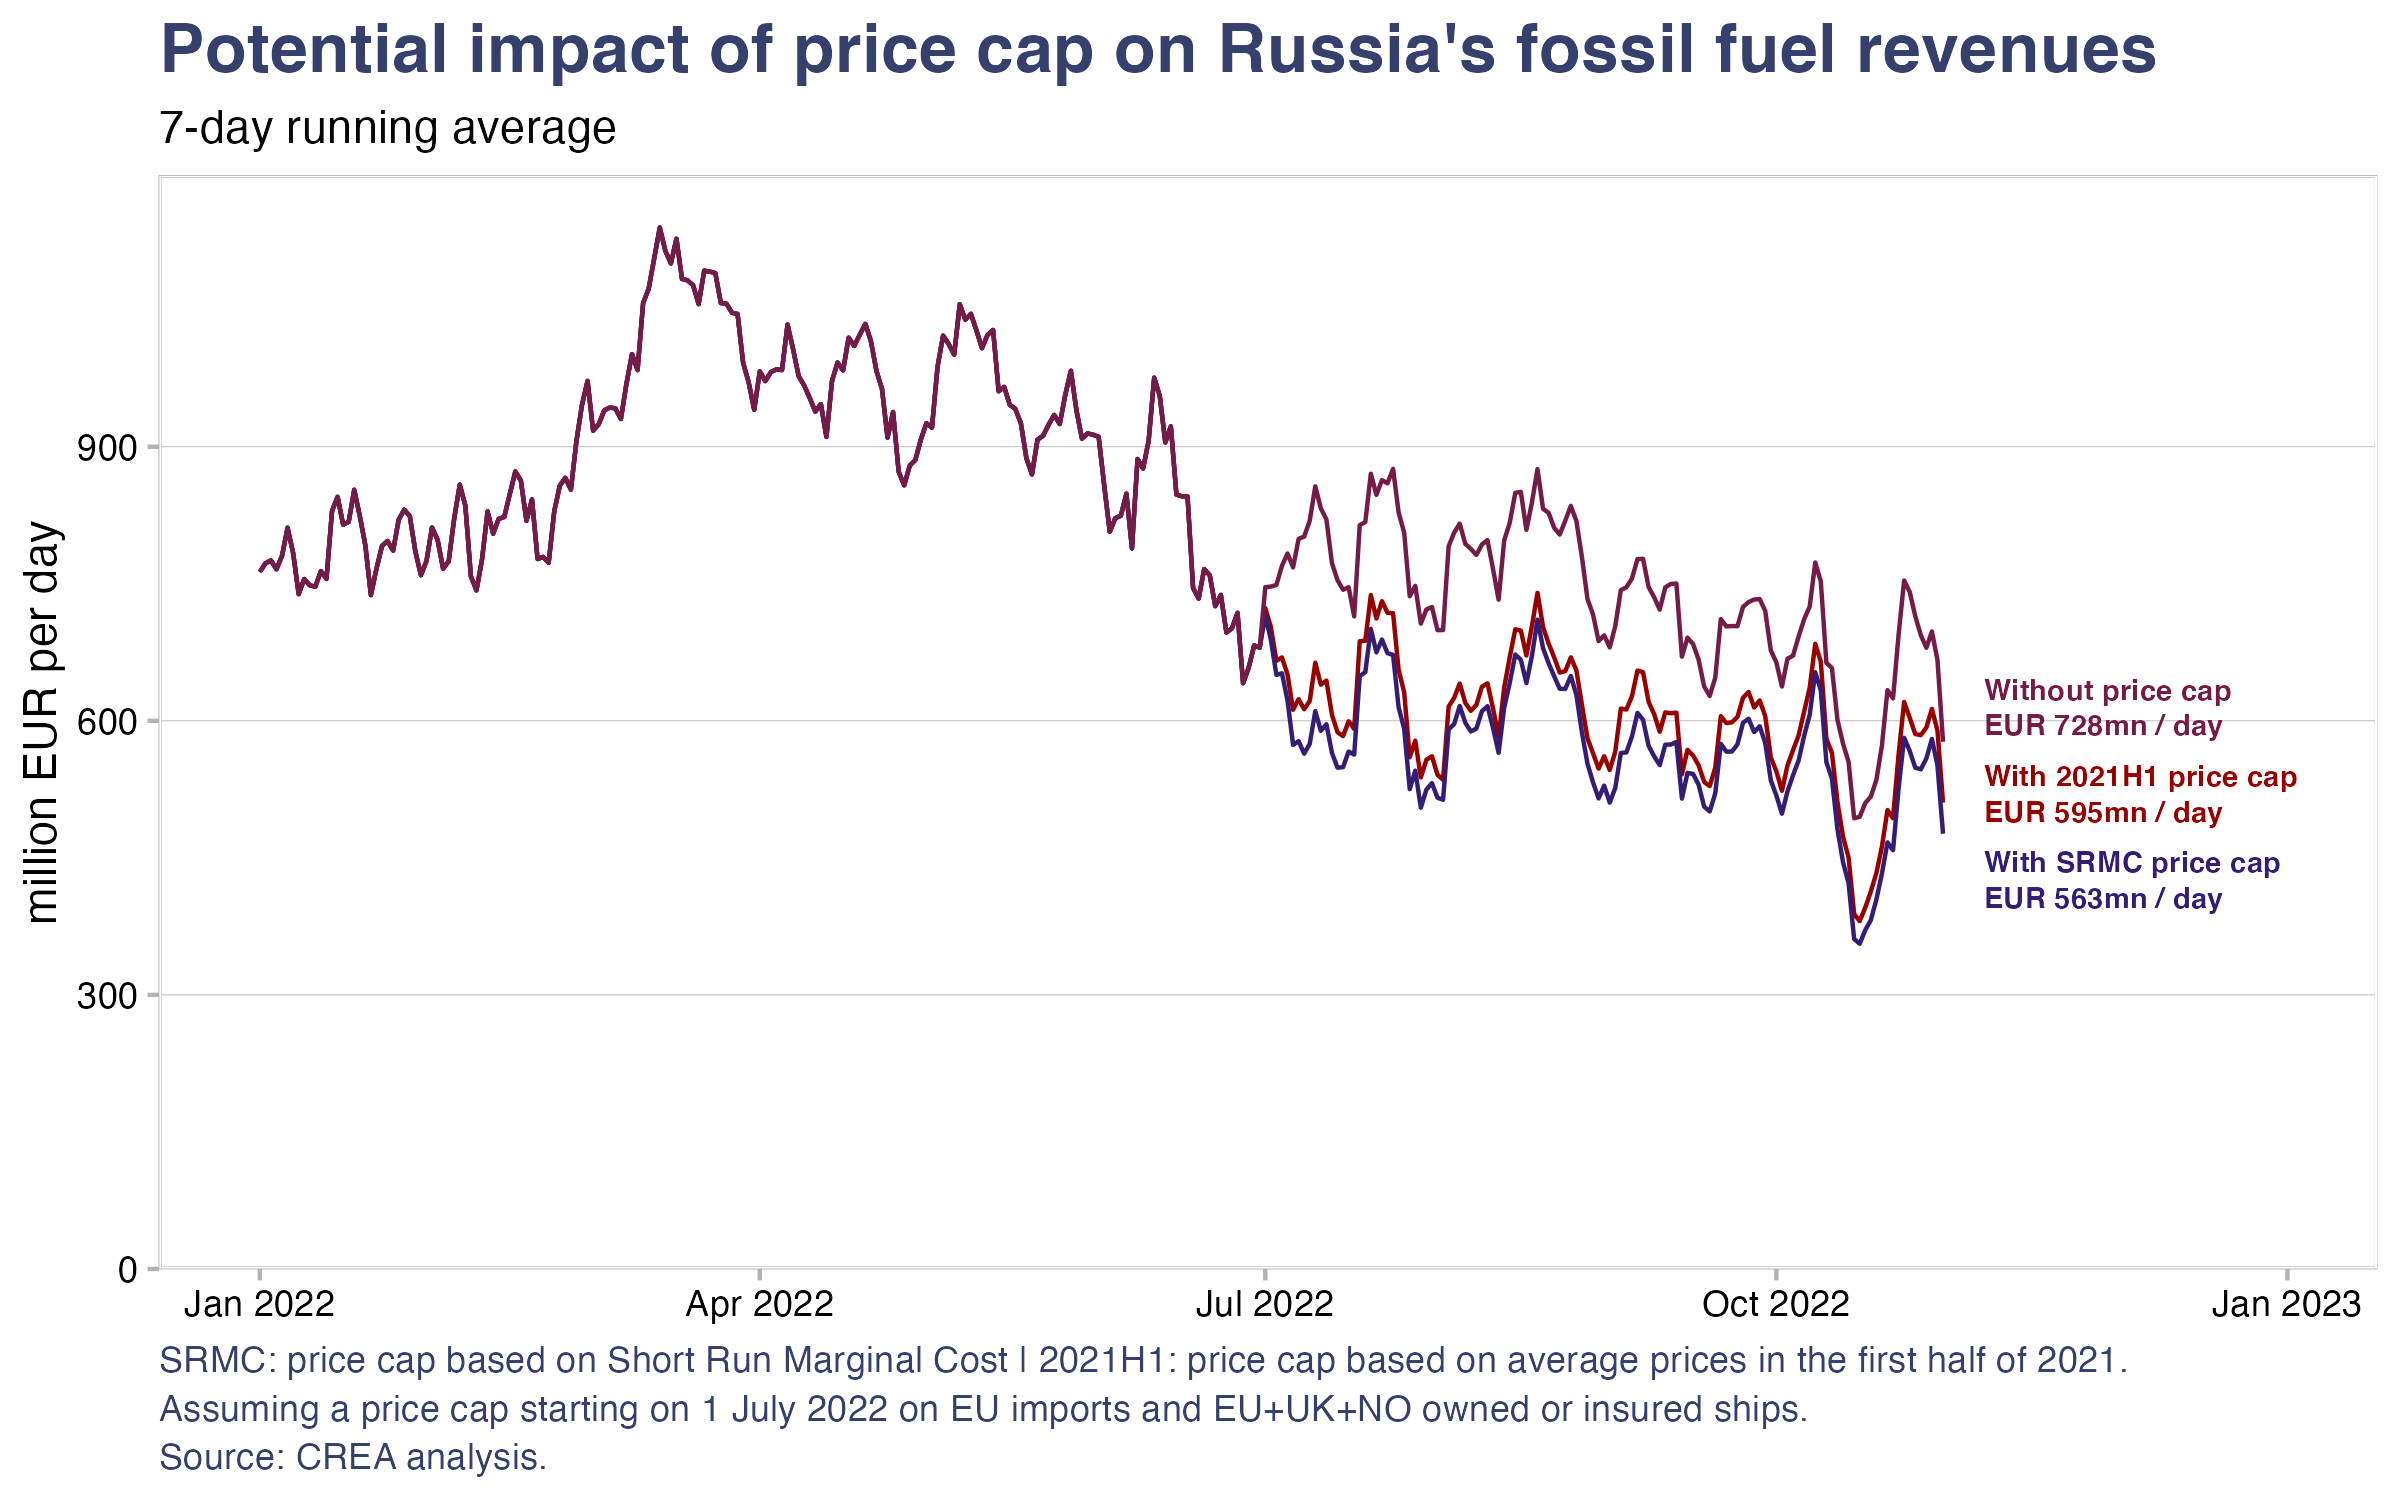 Potential impact of price cap on Russia's fossil fuel revenues
7-day running average
million EUR per day
900
600
300
0
Without price cap
EUR 728mn / day
With 2021H1 price cap
EUR 595mn / day
With SRMC price cap
EUR 563mn / day
Jan 2022
Apr 2022
Jul 2022
Oct 2022
Jan 2023
SRMC: price cap based on Short Run Marginal Cost | 2021H1: price cap based on average prices in the first half of 2021.
Assuming a price cap starting on 1 July 2022 on EU imports and EU+UK+NO owned or insured ships.
Source: CREA analysis.